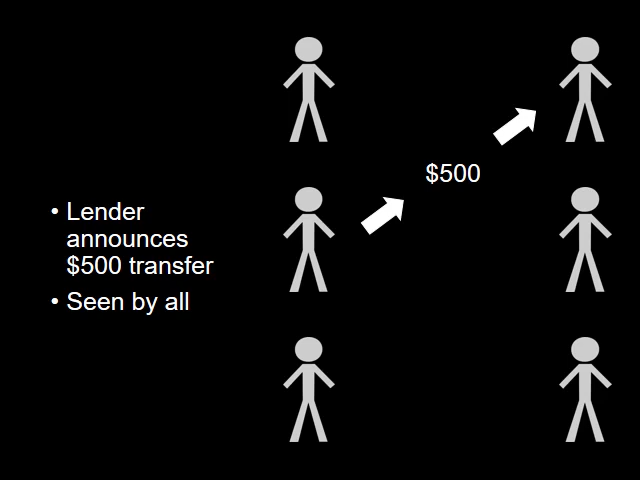 $500
• Lender
announces
$500 transfer
• Seen by all